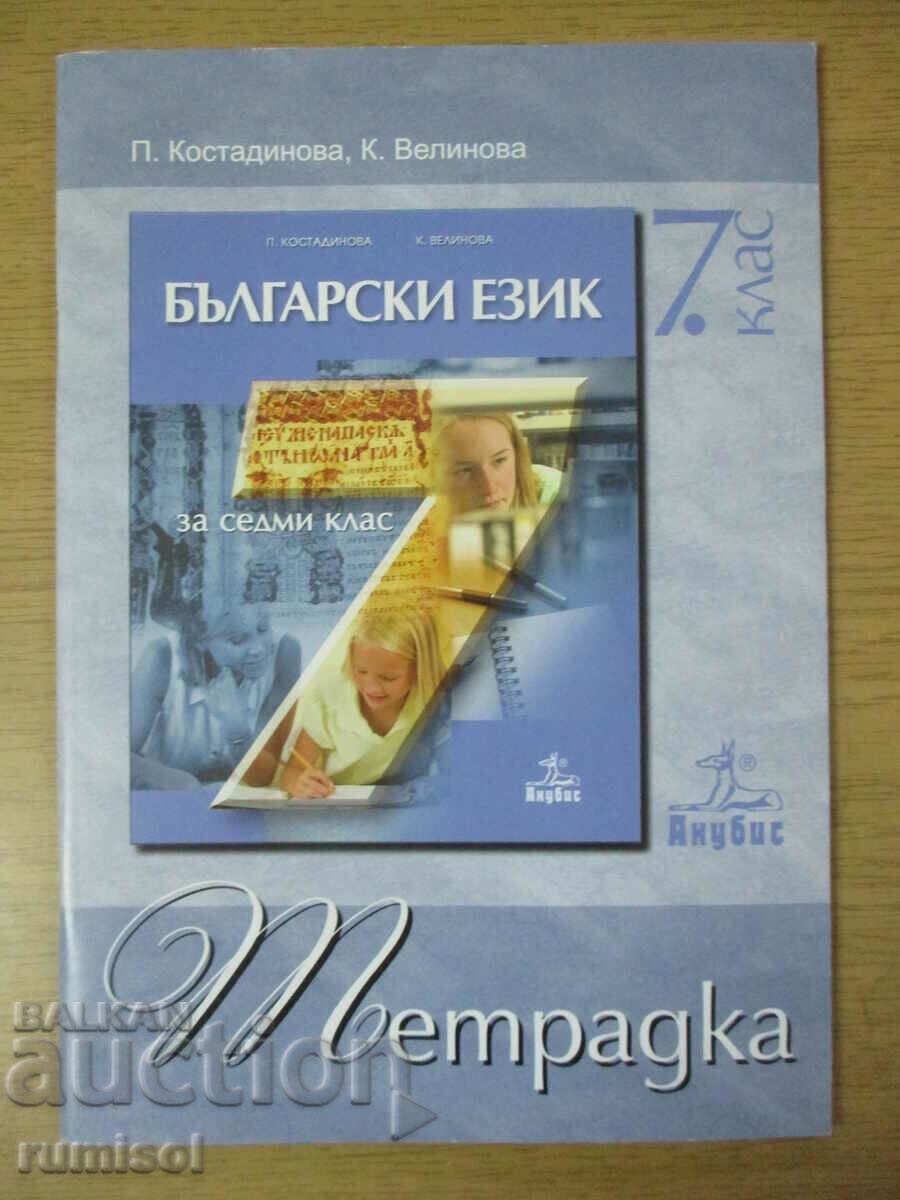 П. Костадинова, К. Велинова
7. клас
П. КОСТАДИНОВА К. ВЕЛИНОВА
БЪЛГАРСКИ ЕЗИК
за седми клас
®
Анубис
®
Анубис
Тетрадка
BALKAN
auction
rumisol